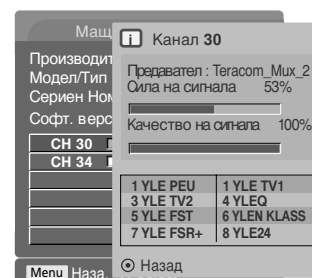 Мащ
i Канал 30
Производит
Модел/Тип
Сериен Ном
Софт. верс
Предавател : Teracom_Mux_2
Сила на сигнала 53%
Качество на сигнала 100%
CH 30
CH 34
1 YLE PEU 1 YLE TV1
3 YLE TV2 4 YLEQ
5 YLE FST 6 YLEN KLASS
7 YLE FSR+ 8 YLE24
Назад
Menu Наза